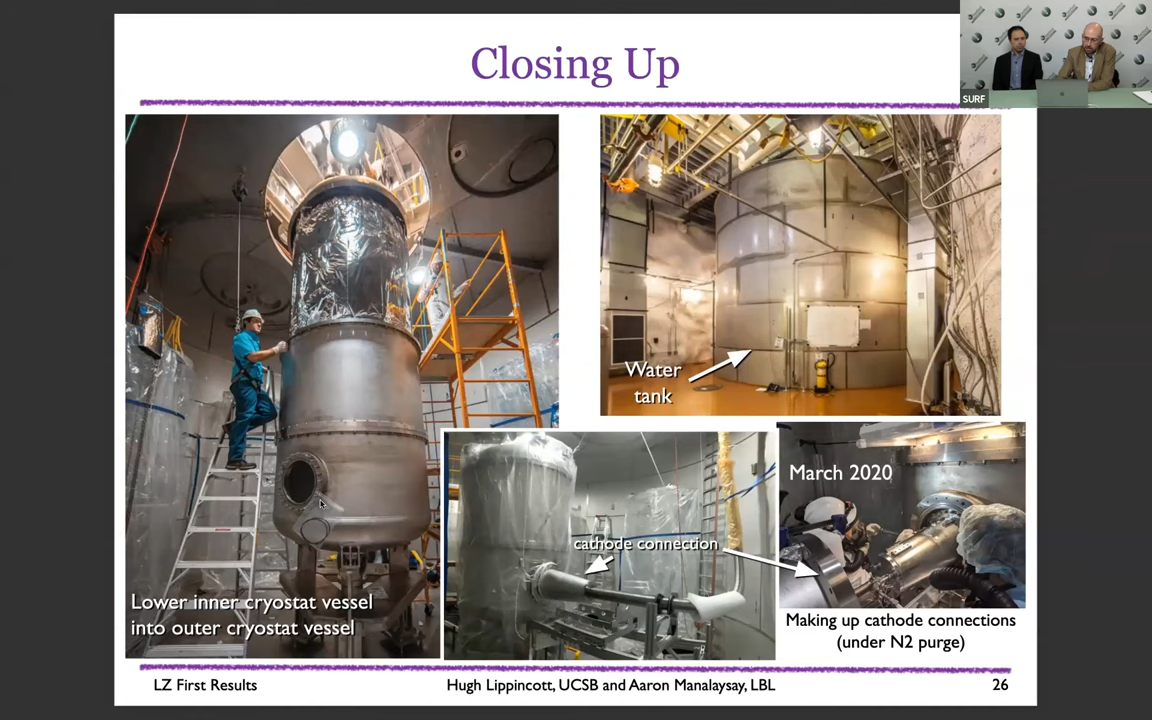 Closing Up
SURF
Water
tank
March 2020
cathode connection
Lower inner cryostat vessel
into outer cryostat vessel
Making up cathode connections
(under N2 purge)
LZ First Results
Hugh Lippincott, UCSB and Aaron Manalaysay, LBL
26